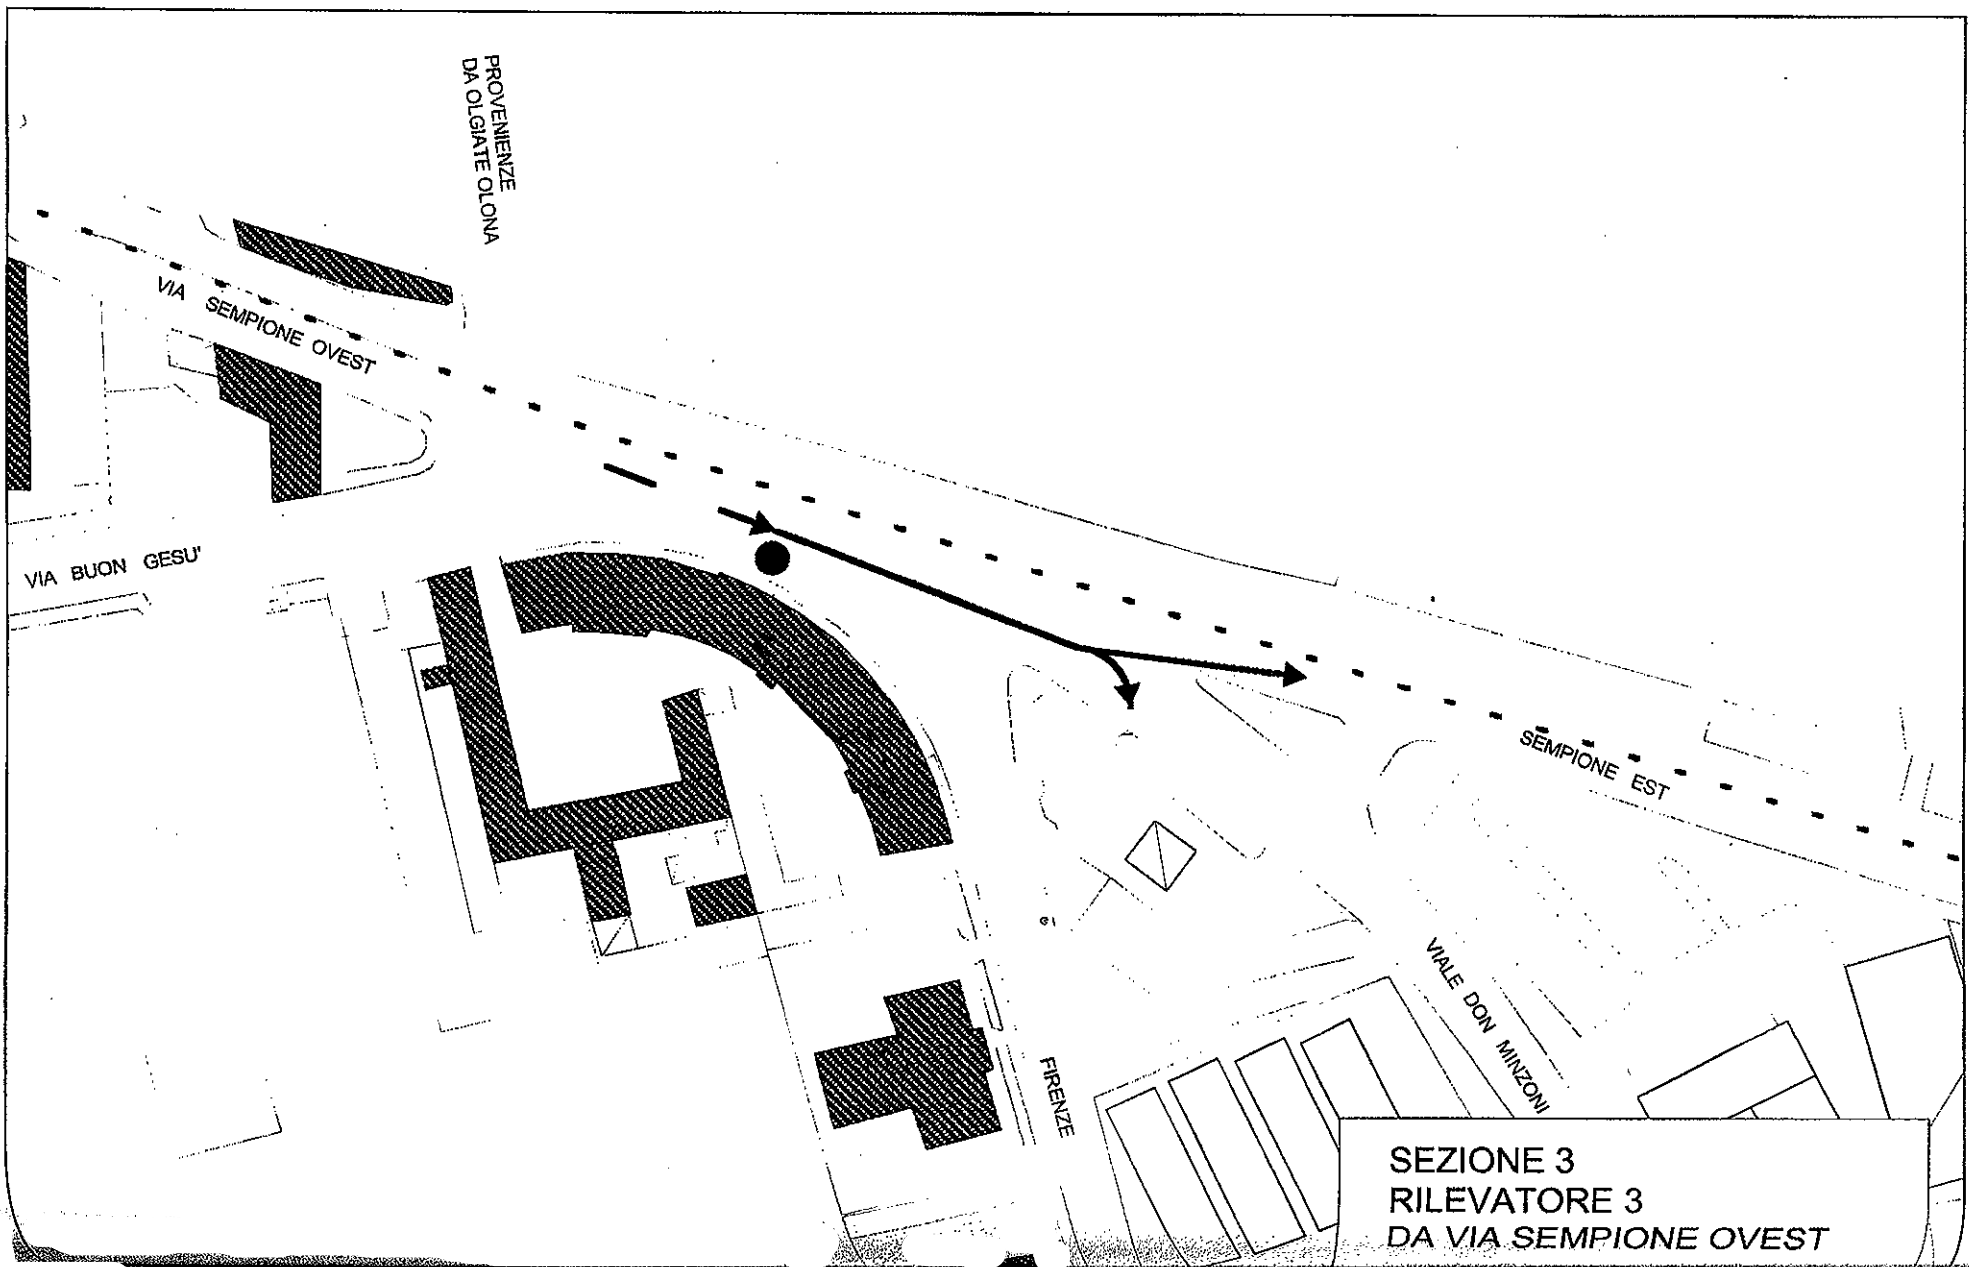 PROVENIENZE
DA OLGIATE OLONA
VIA SEMPIONE OVEST
VIA BUON GESU'
SEMPIONE EST
VIALE DON MINZONI
FIRENZE
SEZIONE 3
RILEVATORE 3
DA VIA SEMPIONE OVEST